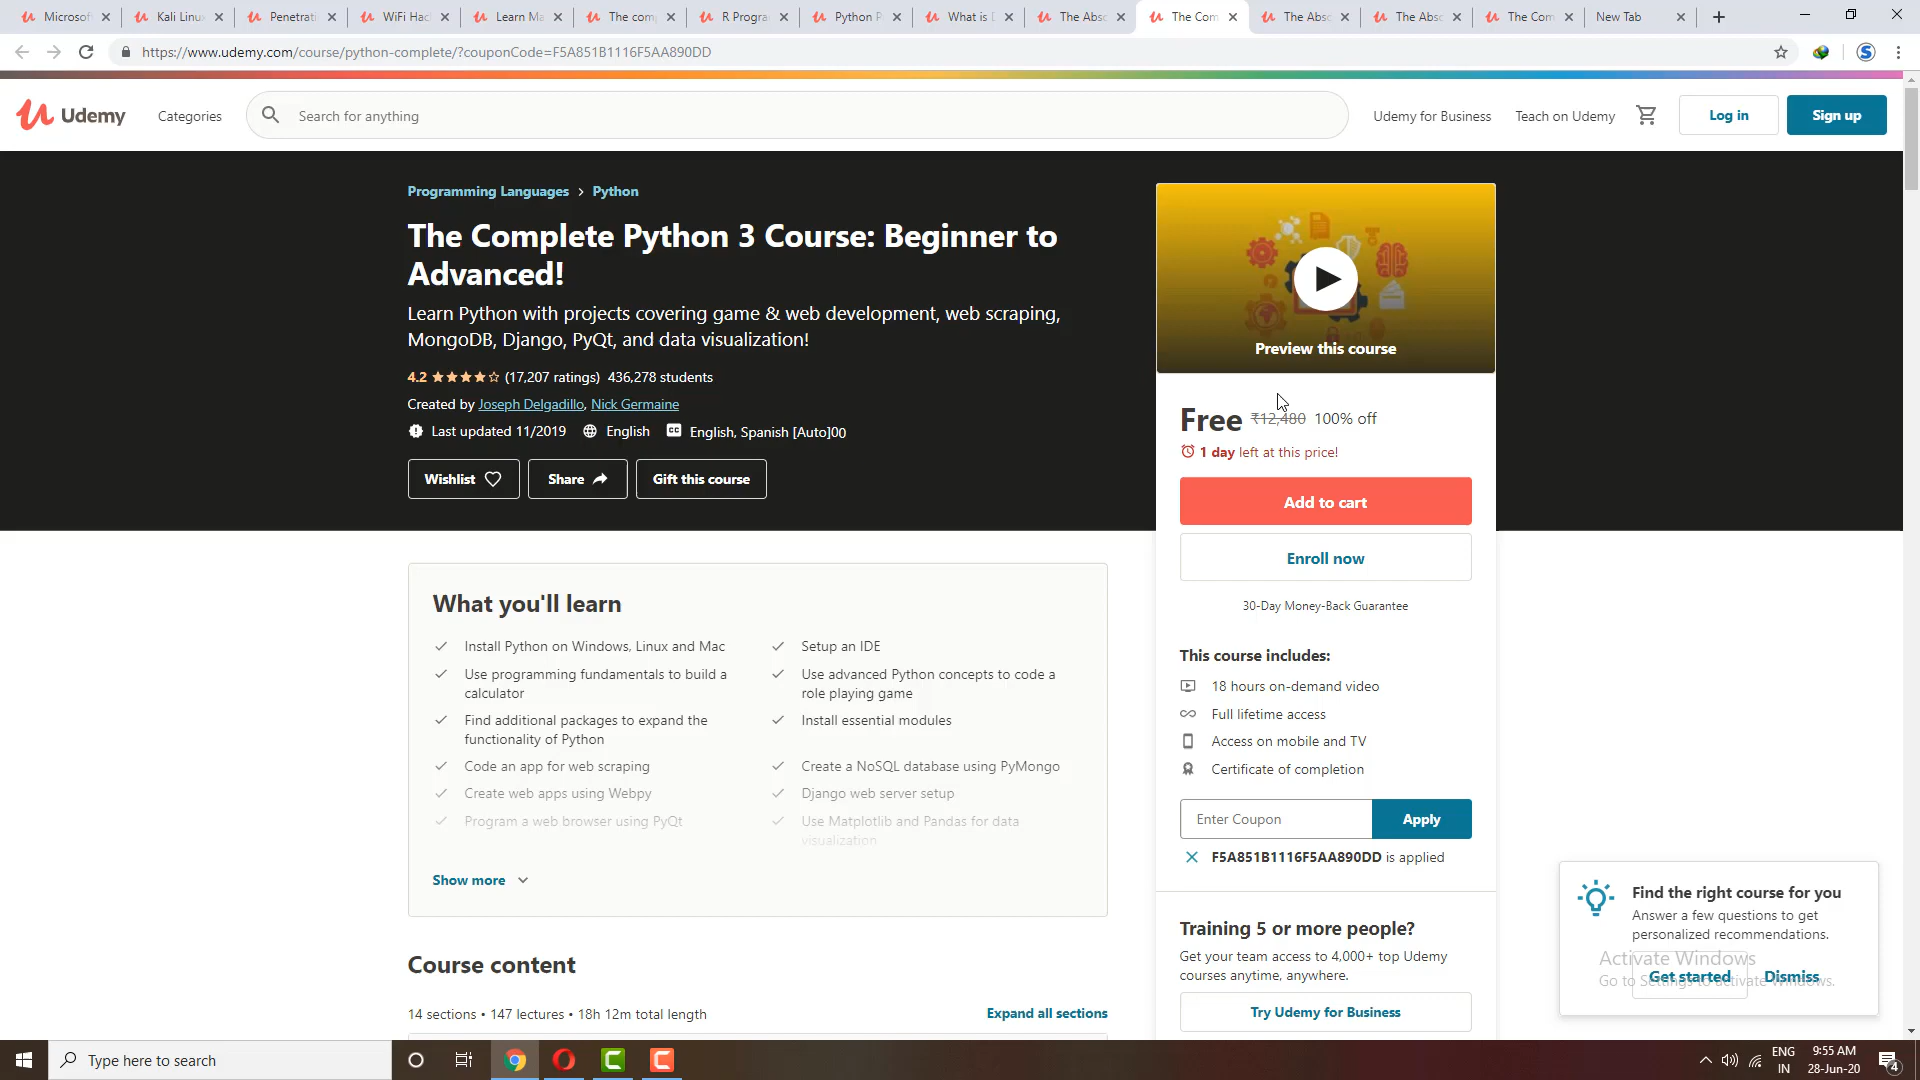 Microsof
Kali Linu
Penetrati
WiFi Hac
Learn Ma
The com
R Progra
Python P
What is
The Absc
The Com
The Absc
The Absc
The Com
New Tab
https://www.udemy.com/course/python-complete/?couponCode=F5A851B1116F5AA890DD
Udemy
Categories
Search for anything
Udemy for Business
Teach on Udemy
Log in
Sign up
Programming Languages > Python
The Complete Python 3 Course: Beginner to
Advanced!
Learn Python with projects covering game & web development, web scraping,
MongoDB, Django, PyQt, and data visualization!
4.2 (17,207 ratings) 436,278 students
Created by Joseph Delgadillo, Nick Germaine
Last updated 11/2019 English English, Spanish [Auto]00
Wishlist
Share
Gift this course
Preview this course
Free ₹12,480 100% off
1 day left at this price!
Add to cart
Enroll now
30-Day Money-Back Guarantee
This course includes:
18 hours on-demand video
Full lifetime access
Access on mobile and TV
Certificate of completion
Enter Coupon
Apply
F5A851B1116F5AA890DD is applied
Training 5 or more people?
Get your team access to 4,000+ top Udemy
courses anytime, anywhere.
Try Udemy for Business
What you'll learn
Install Python on Windows, Linux and Mac
Use programming fundamentals to build a
calculator
Find additional packages to expand the
functionality of Python
Code an app for web scraping
Create web apps using Webpy
Program a web browser using PyQt
Setup an IDE
Use advanced Python concepts to code a
role playing game
Install essential modules
Create a NoSQL database using PyMongo
Django web server setup
Use Matplotlib and Pandas for data
visualization
Show more
Course content
14 sections • 147 lectures • 18h 12m total length
Expand all sections
Find the right course for you
Answer a few questions to get
personalized recommendations.
Get started
Dismiss
Activate Windows
Go to Settings to activate Windows.
Type here to search
ENG
IN
9:55 AM
28-Jun-20
4